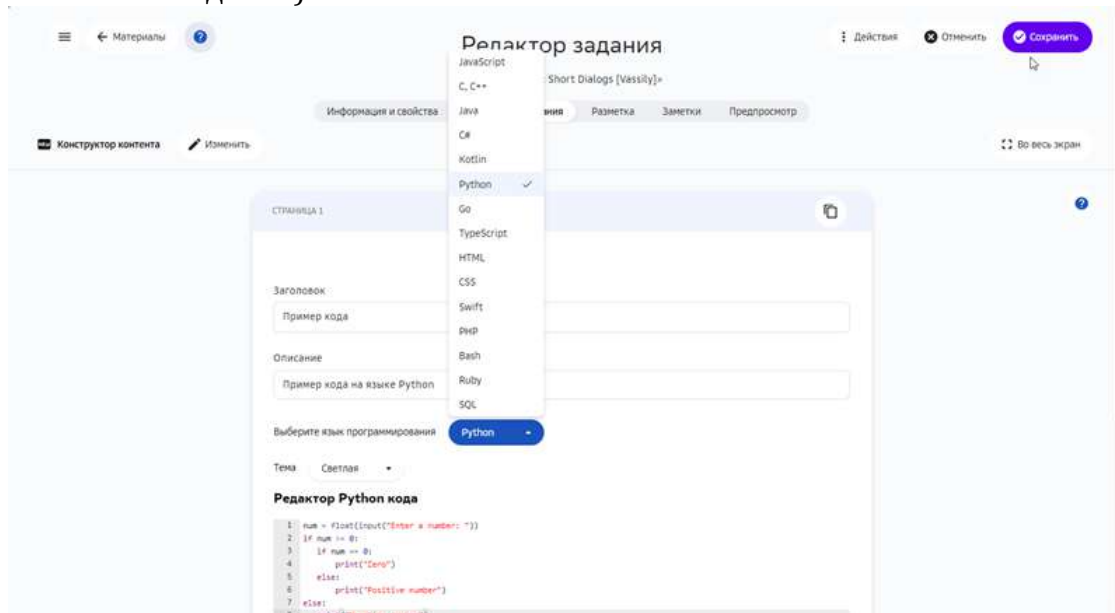 Материалы
?
Редактор задания
Действия
Отменить
Сохранить
Short Dialogs [Vassily]»
Информация и свойства
Разметка
Заметки
Предпросмотр
Конструктор контента
Изменить
Во весь экран
JavaScript
C, C++
Java
C#
Kotlin
Python
Go
TypeScript
HTML
CSS
Swift
PHP
Bash
Ruby
SQL
СТРАНИЦА 1
?
Заголовок
Пример кода
Описание
Пример кода на языке Python
Выберите язык программирования
Python
Тема
Светлая
Редактор Python кода
1 num = float(input("Enter a number: "))
2 if num >= 0:
3 if num == 0:
4 print("Zero")
5 else:
6 print("Positive number")
7 else: